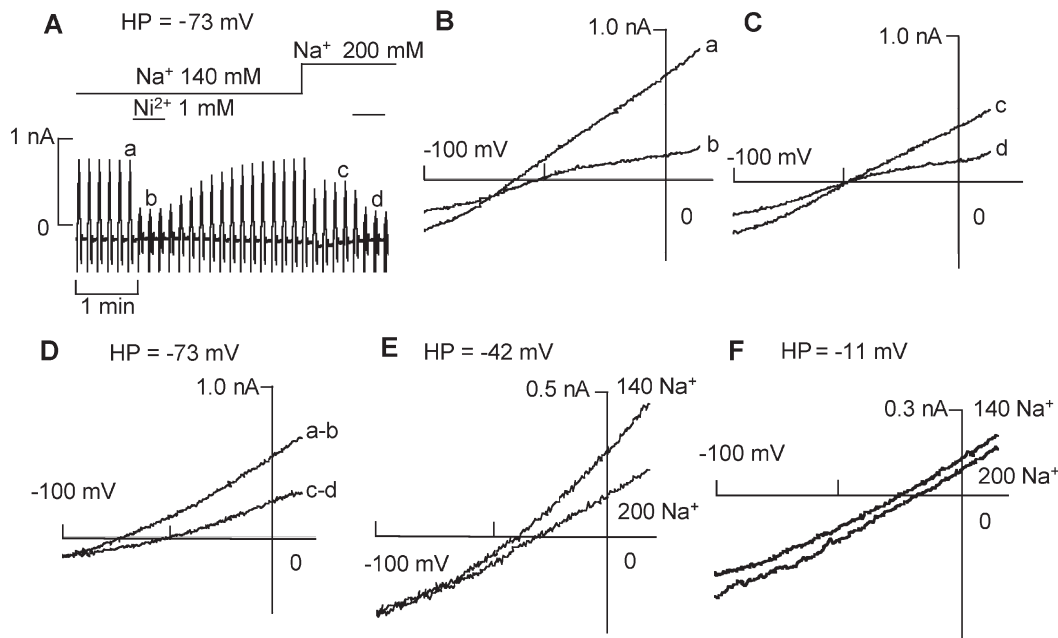 A
HP = -73 mV
Na⁺ 200 mM
Na⁺ 140 mM
Ni²⁺ 1 mM
1 nA
a
b
c
d
0
1 min
B
1.0 nA
a
-100 mV
b
0
C
1.0 nA
c
-100 mV
d
0
D
HP = -73 mV
1.0 nA
a-b
-100 mV
c-d
0
E
HP = -42 mV
0.5 nA
140 Na⁺
200 Na⁺
-100 mV
0
F
HP = -11 mV
0.3 nA
140 Na⁺
-100 mV
200 Na⁺
0